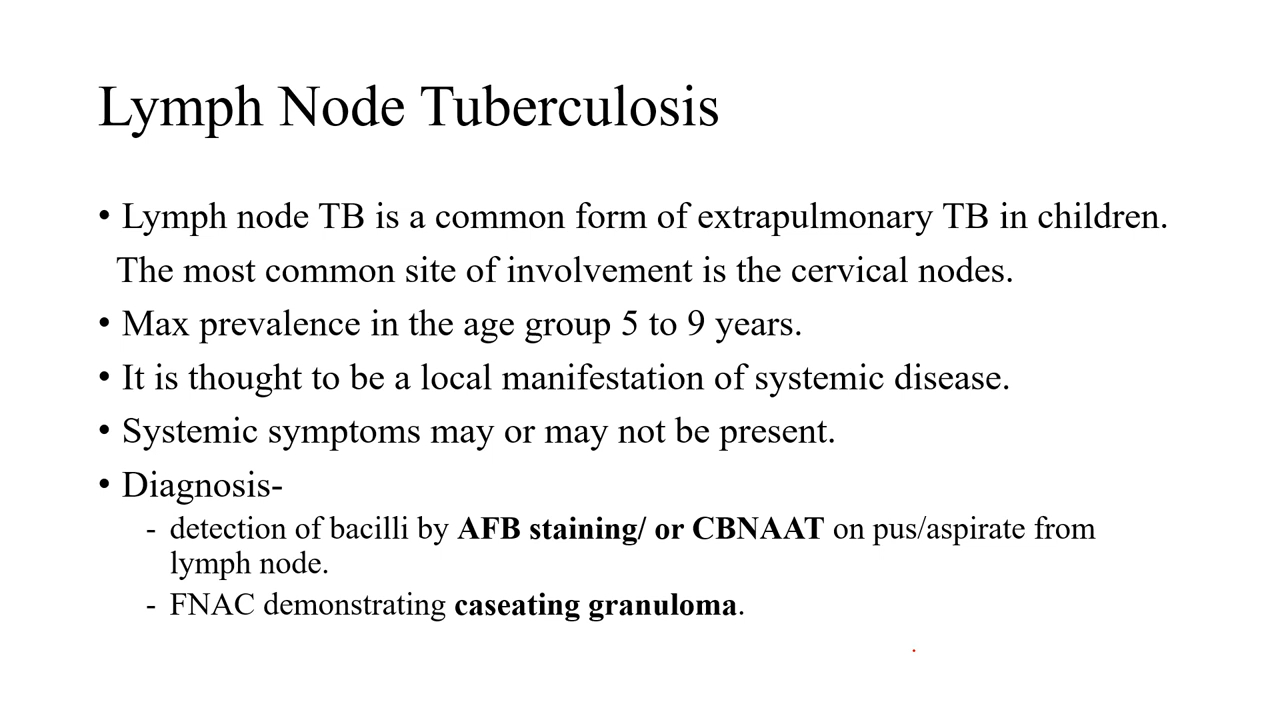 Lymph Node Tuberculosis
• Lymph node TB is a common form of extrapulmonary TB in children.
The most common site of involvement is the cervical nodes.
• Max prevalence in the age group 5 to 9 years.
• It is thought to be a local manifestation of systemic disease.
• Systemic symptoms may or may not be present.
• Diagnosis-
- detection of bacilli by AFB staining/ or CBNAAT on pus/aspirate from
lymph node.
- FNAC demonstrating caseating granuloma.